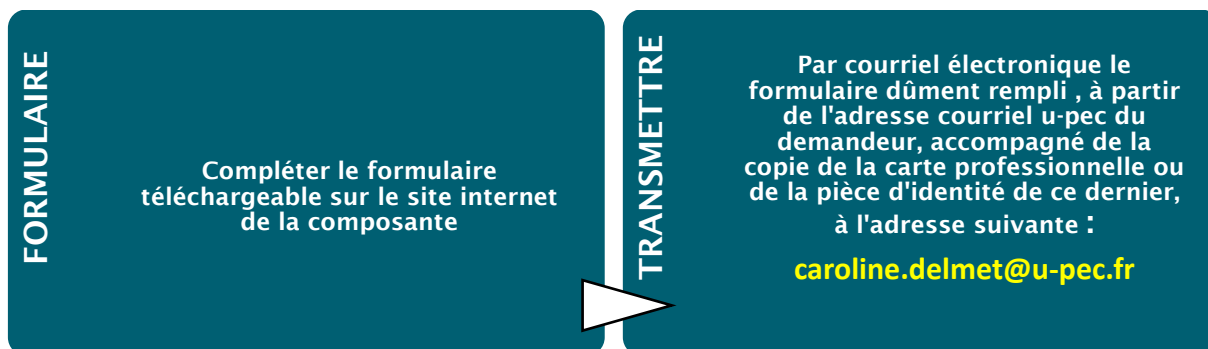 FORMULAIRE
Compléter le formulaire
téléchargeable sur le site internet
de la composante
TRANSMETTRE
Par courriel électronique le
formulaire dûment rempli , à partir
de l'adresse courriel u-pec du
demandeur, accompagné de la
copie de la carte professionnelle ou
de la pièce d'identité de ce dernier,
à l'adresse suivante :
caroline.delmet@u-pec.fr